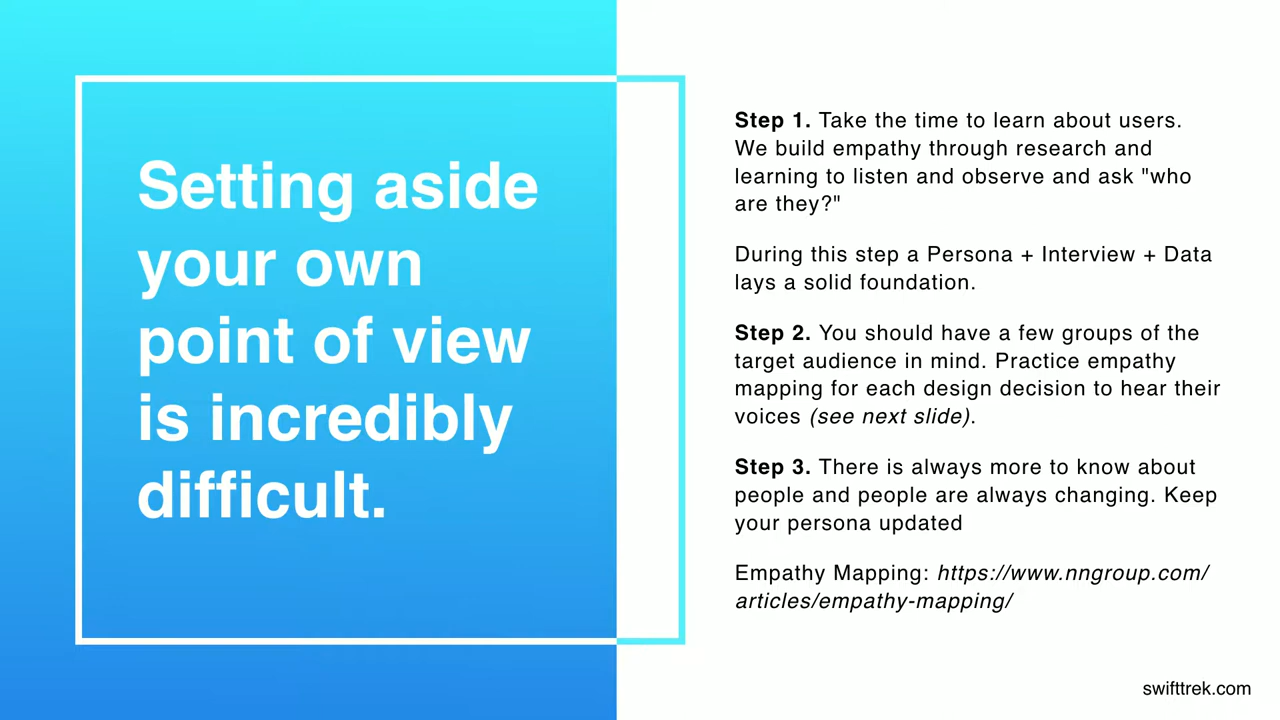 Setting aside
your own
point of view
is incredibly
difficult.
Step 1. Take the time to learn about users.
We build empathy through research and
learning to listen and observe and ask "who
are they?"
During this step a Persona + Interview + Data
lays a solid foundation.
Step 2. You should have a few groups of the
target audience in mind. Practice empathy
mapping for each design decision to hear their
voices (see next slide).
Step 3. There is always more to know about
people and people are always changing. Keep
your persona updated
Empathy Mapping: https://www.nngroup.com/
articles/empathy-mapping/
swifttrek.com